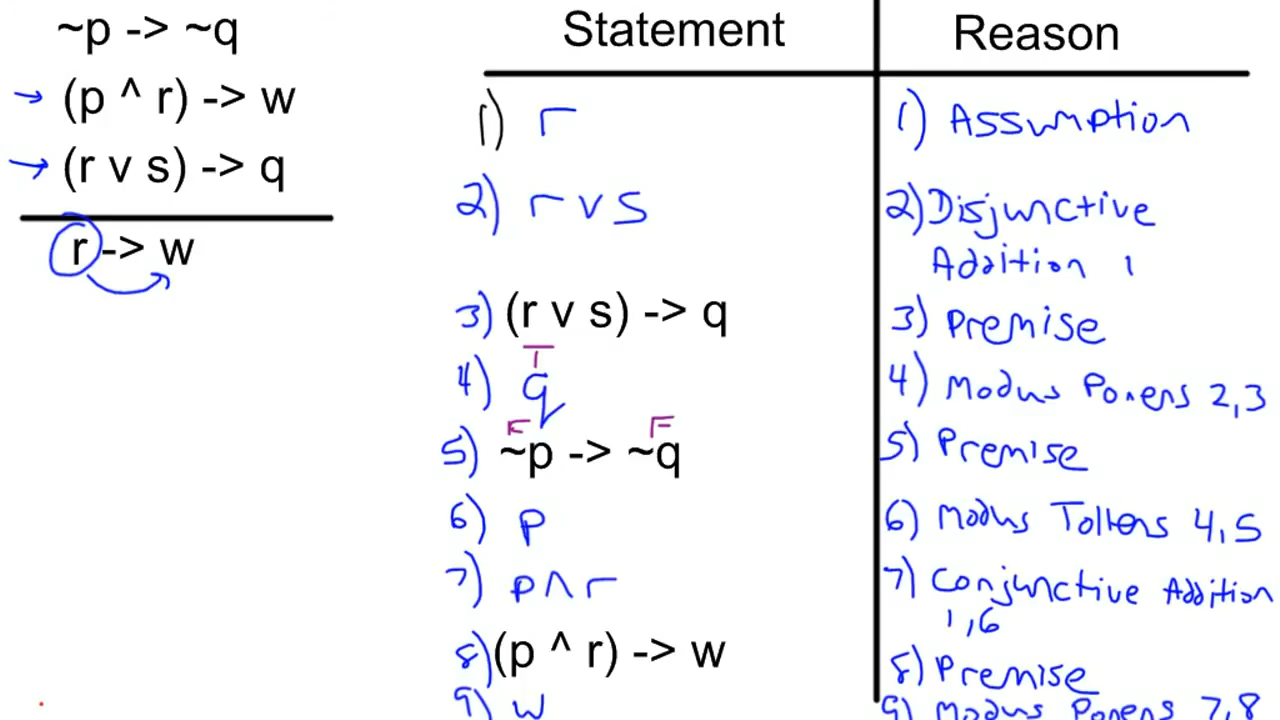 ~p -> ~q
→ (p ^ r) -> w
→ (r v s) -> q
r -> w
Statement Reason
1) r 1) Assumption
2) r v s 2) Disjunctive
Addition 1
3) (r v s) -> q 3) Premise
T
4) q 4) Modus Ponens 2,3
F F
5) ~p -> ~q 5) Premise
6) p 6) Modus Tollens 4,5
7) p ∧ r 7) Conjunctive Addition
1,6
8) (p ^ r) -> w 8) Premise
9) w 9) Modus Ponens 7,8